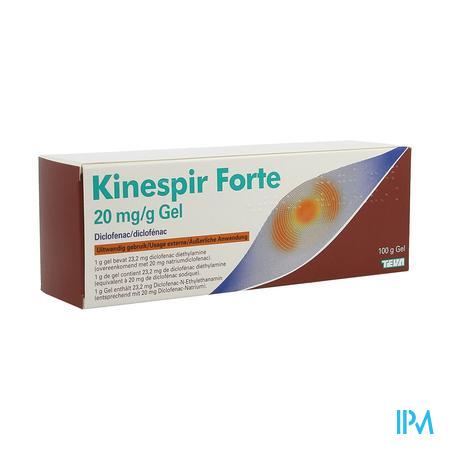 Kinespir Forte
20 mg/g Gel
Diclofenac/diclofénac
Uitwendig gebruik/Usage externe/Äußerliche Anwendung
1 g gel bevat 23,2 mg diclofenac diethylamine
(overeenkomend met 20 mg natriumdiclofenac).
1 g de gel contient 23,2 mg de diclofenac diethylamine
(equivalent à 20 mg de diclofénac sodique).
1 g Gel enthält 23,2 mg Diclofenac-N-Ethylethanamin
(entsprechend mit 20 mg Diclofenac-Natrium).
100 g Gel
TEVA
IPM